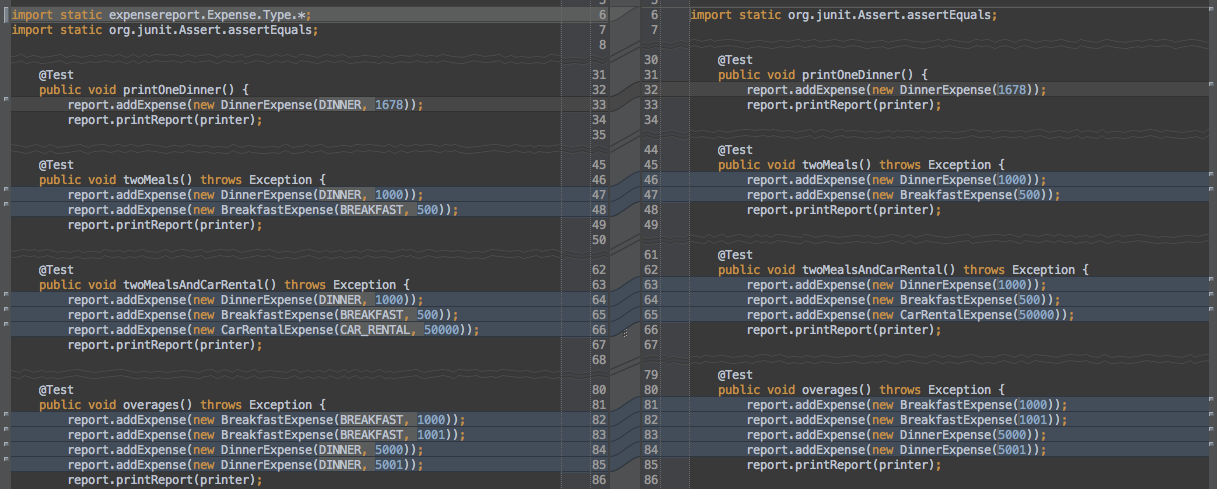 import static expensereport.Expense.Type.*; 6
import static org.junit.Assert.assertEquals; 7
8
@Test 31
public void printOneDinner() { 32
report.addExpense(new DinnerExpense(DINNER, 1678)); 33
report.printReport(printer); 34
35
@Test 45
public void twoMeals() throws Exception { 46
report.addExpense(new DinnerExpense(DINNER, 1000)); 47
report.addExpense(new BreakfastExpense(BREAKFAST, 500)); 48
report.printReport(printer); 49
50
@Test 62
public void twoMealsAndCarRental() throws Exception { 63
report.addExpense(new DinnerExpense(DINNER, 1000)); 64
report.addExpense(new BreakfastExpense(BREAKFAST, 500)); 65
report.addExpense(new CarRentalExpense(CAR_RENTAL, 50000)); 66
report.printReport(printer); 67
68
@Test 80
public void overages() throws Exception { 81
report.addExpense(new BreakfastExpense(BREAKFAST, 1000)); 82
report.addExpense(new BreakfastExpense(BREAKFAST, 1001)); 83
report.addExpense(new DinnerExpense(DINNER, 5000)); 84
report.addExpense(new DinnerExpense(DINNER, 5001)); 85
report.printReport(printer); 86
6 import static org.junit.Assert.assertEquals;
7
30 @Test
31 public void printOneDinner() {
32 report.addExpense(new DinnerExpense(1678));
33 report.printReport(printer);
34
44 @Test
45 public void twoMeals() throws Exception {
46 report.addExpense(new DinnerExpense(1000));
47 report.addExpense(new BreakfastExpense(500));
48 report.printReport(printer);
49
61 @Test
62 public void twoMealsAndCarRental() throws Exception {
63 report.addExpense(new DinnerExpense(1000));
64 report.addExpense(new BreakfastExpense(500));
65 report.addExpense(new CarRentalExpense(50000));
66 report.printReport(printer);
67
79 @Test
80 public void overages() throws Exception {
81 report.addExpense(new BreakfastExpense(1000));
82 report.addExpense(new BreakfastExpense(1001));
83 report.addExpense(new DinnerExpense(5000));
84 report.addExpense(new DinnerExpense(5001));
85 report.printReport(printer);
86